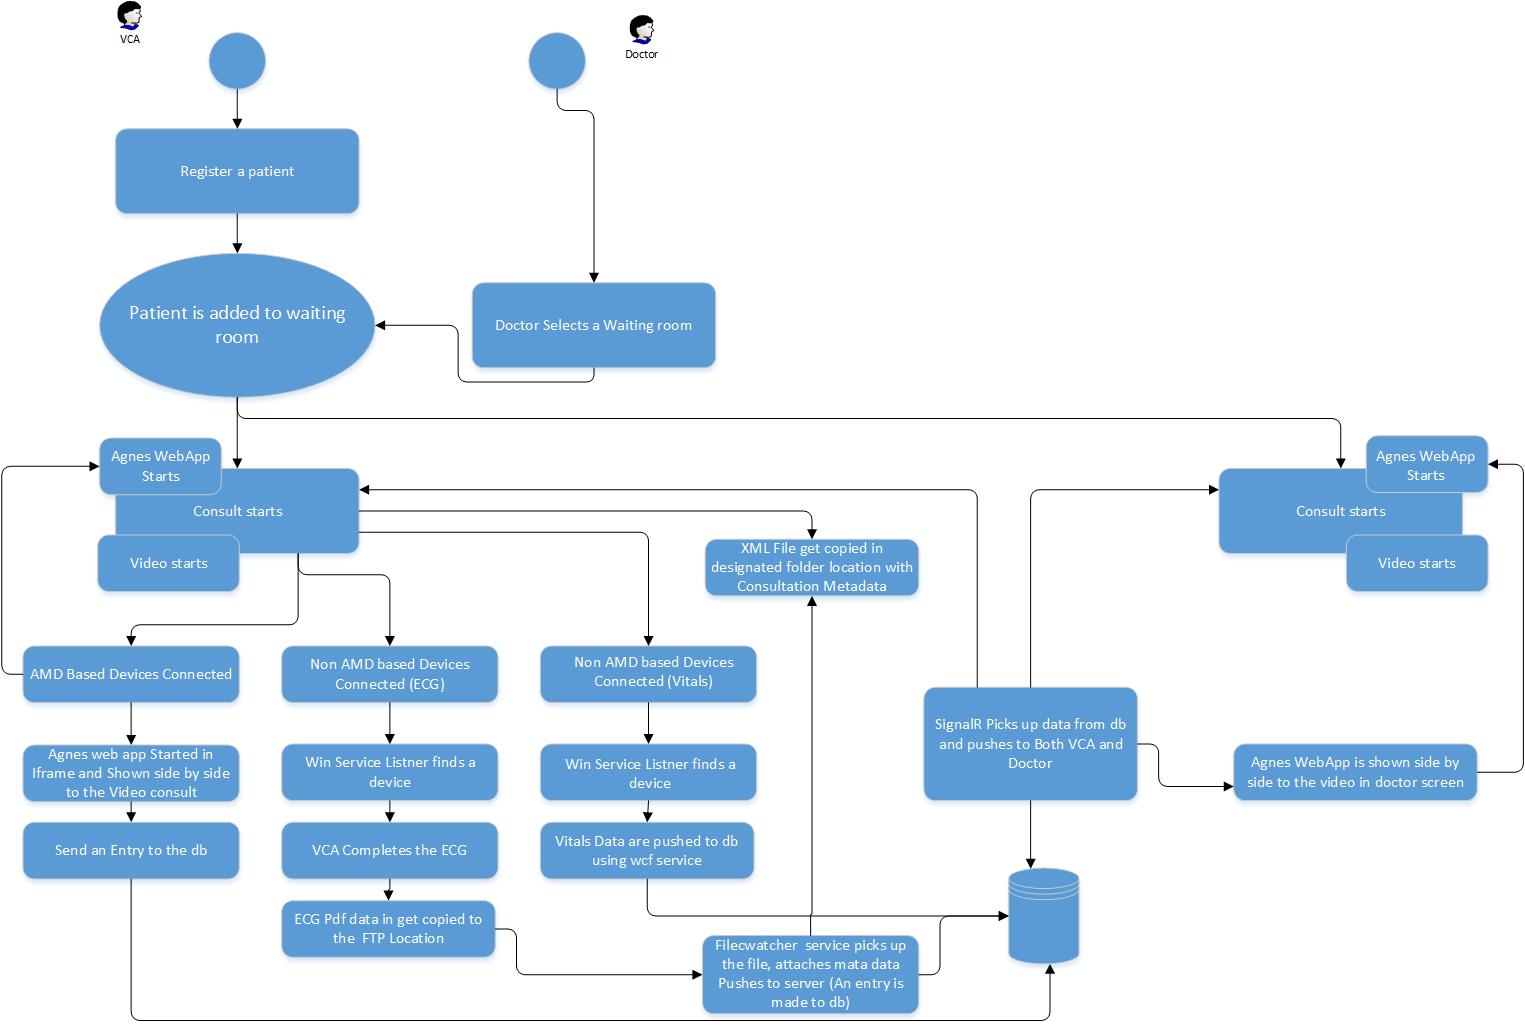 VCA
Doctor
Register a patient
Patient is added to waiting
room
Doctor Selects a Waiting room
Agnes WebApp
Starts
Consult starts
Video starts
Agnes WebApp
Starts
Consult starts
Video starts
XML File get copied in
designated folder location with
Consultation Metadata
AMD Based Devices Connected
Non AMD based Devices
Connected (ECG)
Non AMD based Devices
Connected (Vitals)
SignalR Picks up data from db
and pushes to Both VCA and
Doctor
Agnes web app Started in
Iframe and Shown side by side
to the Video consult
Win Service Listner finds a
device
Win Service Listner finds a
device
Agnes WebApp is shown side by
side to the video in doctor screen
Send an Entry to the db
VCA Completes the ECG
Vitals Data are pushed to db
using wcf service
ECG Pdf data in get copied to
the FTP Location
Filecwatcher service picks up
the file, attaches mata data
Pushes to server (An entry is
made to db)